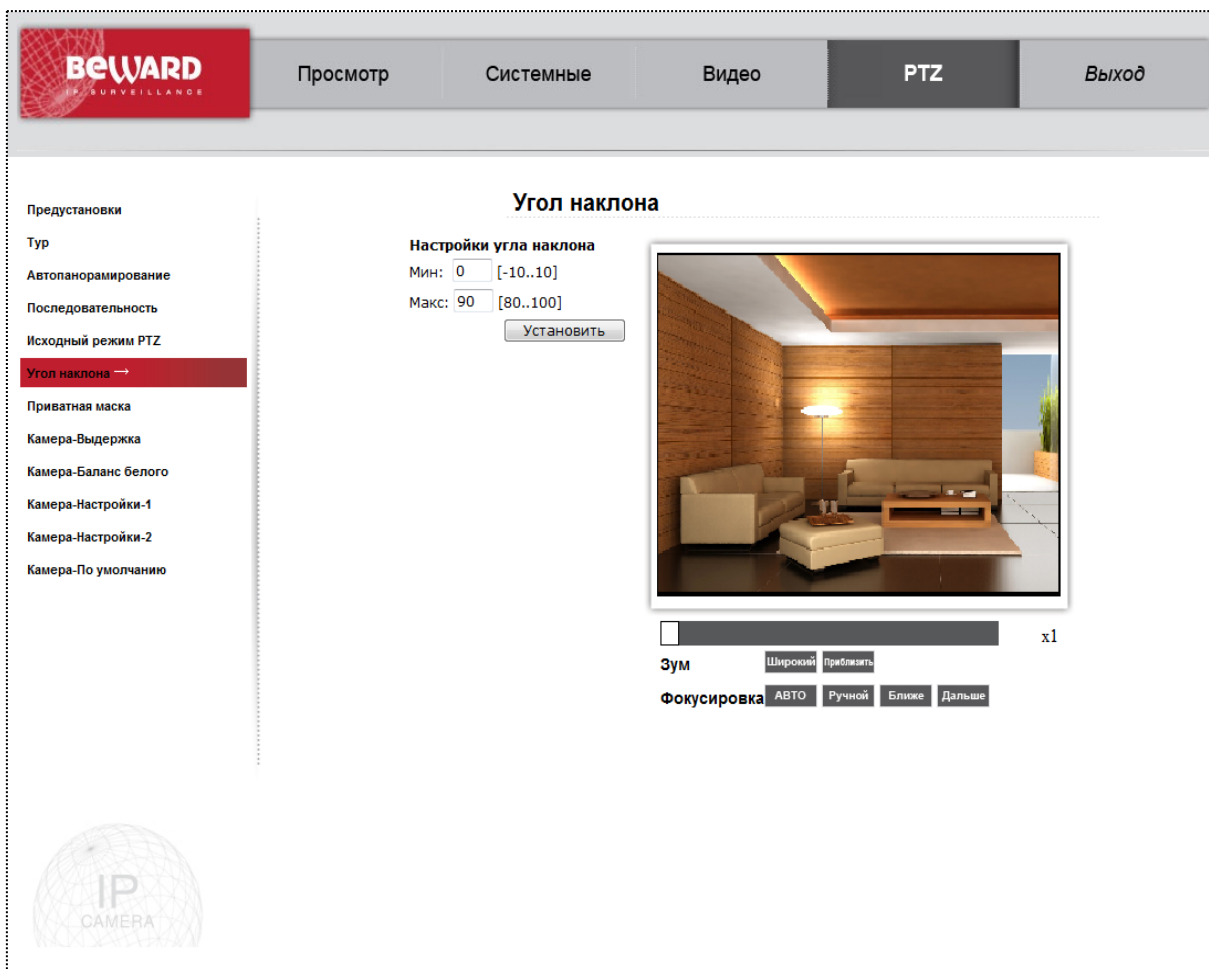 BEWARD
IP SURVEILLANCE
Просмотр
Системные
Видео
PTZ
Выход
Предустановки
Тур
Автопанорамирование
Последовательность
Исходный режим PTZ
Угол наклона →
Приватная маска
Камера-Выдержка
Камера-Баланс белого
Камера-Настройки-1
Камера-Настройки-2
Камера-По умолчанию
Угол наклона
Настройки угла наклона
Мин: 0 [-10..10]
Макс: 90 [80..100]
Установить
x1
Зум Широкий Приблизить
Фокусировка АВТО Ручной Ближе Дальше
IP
CAMERA